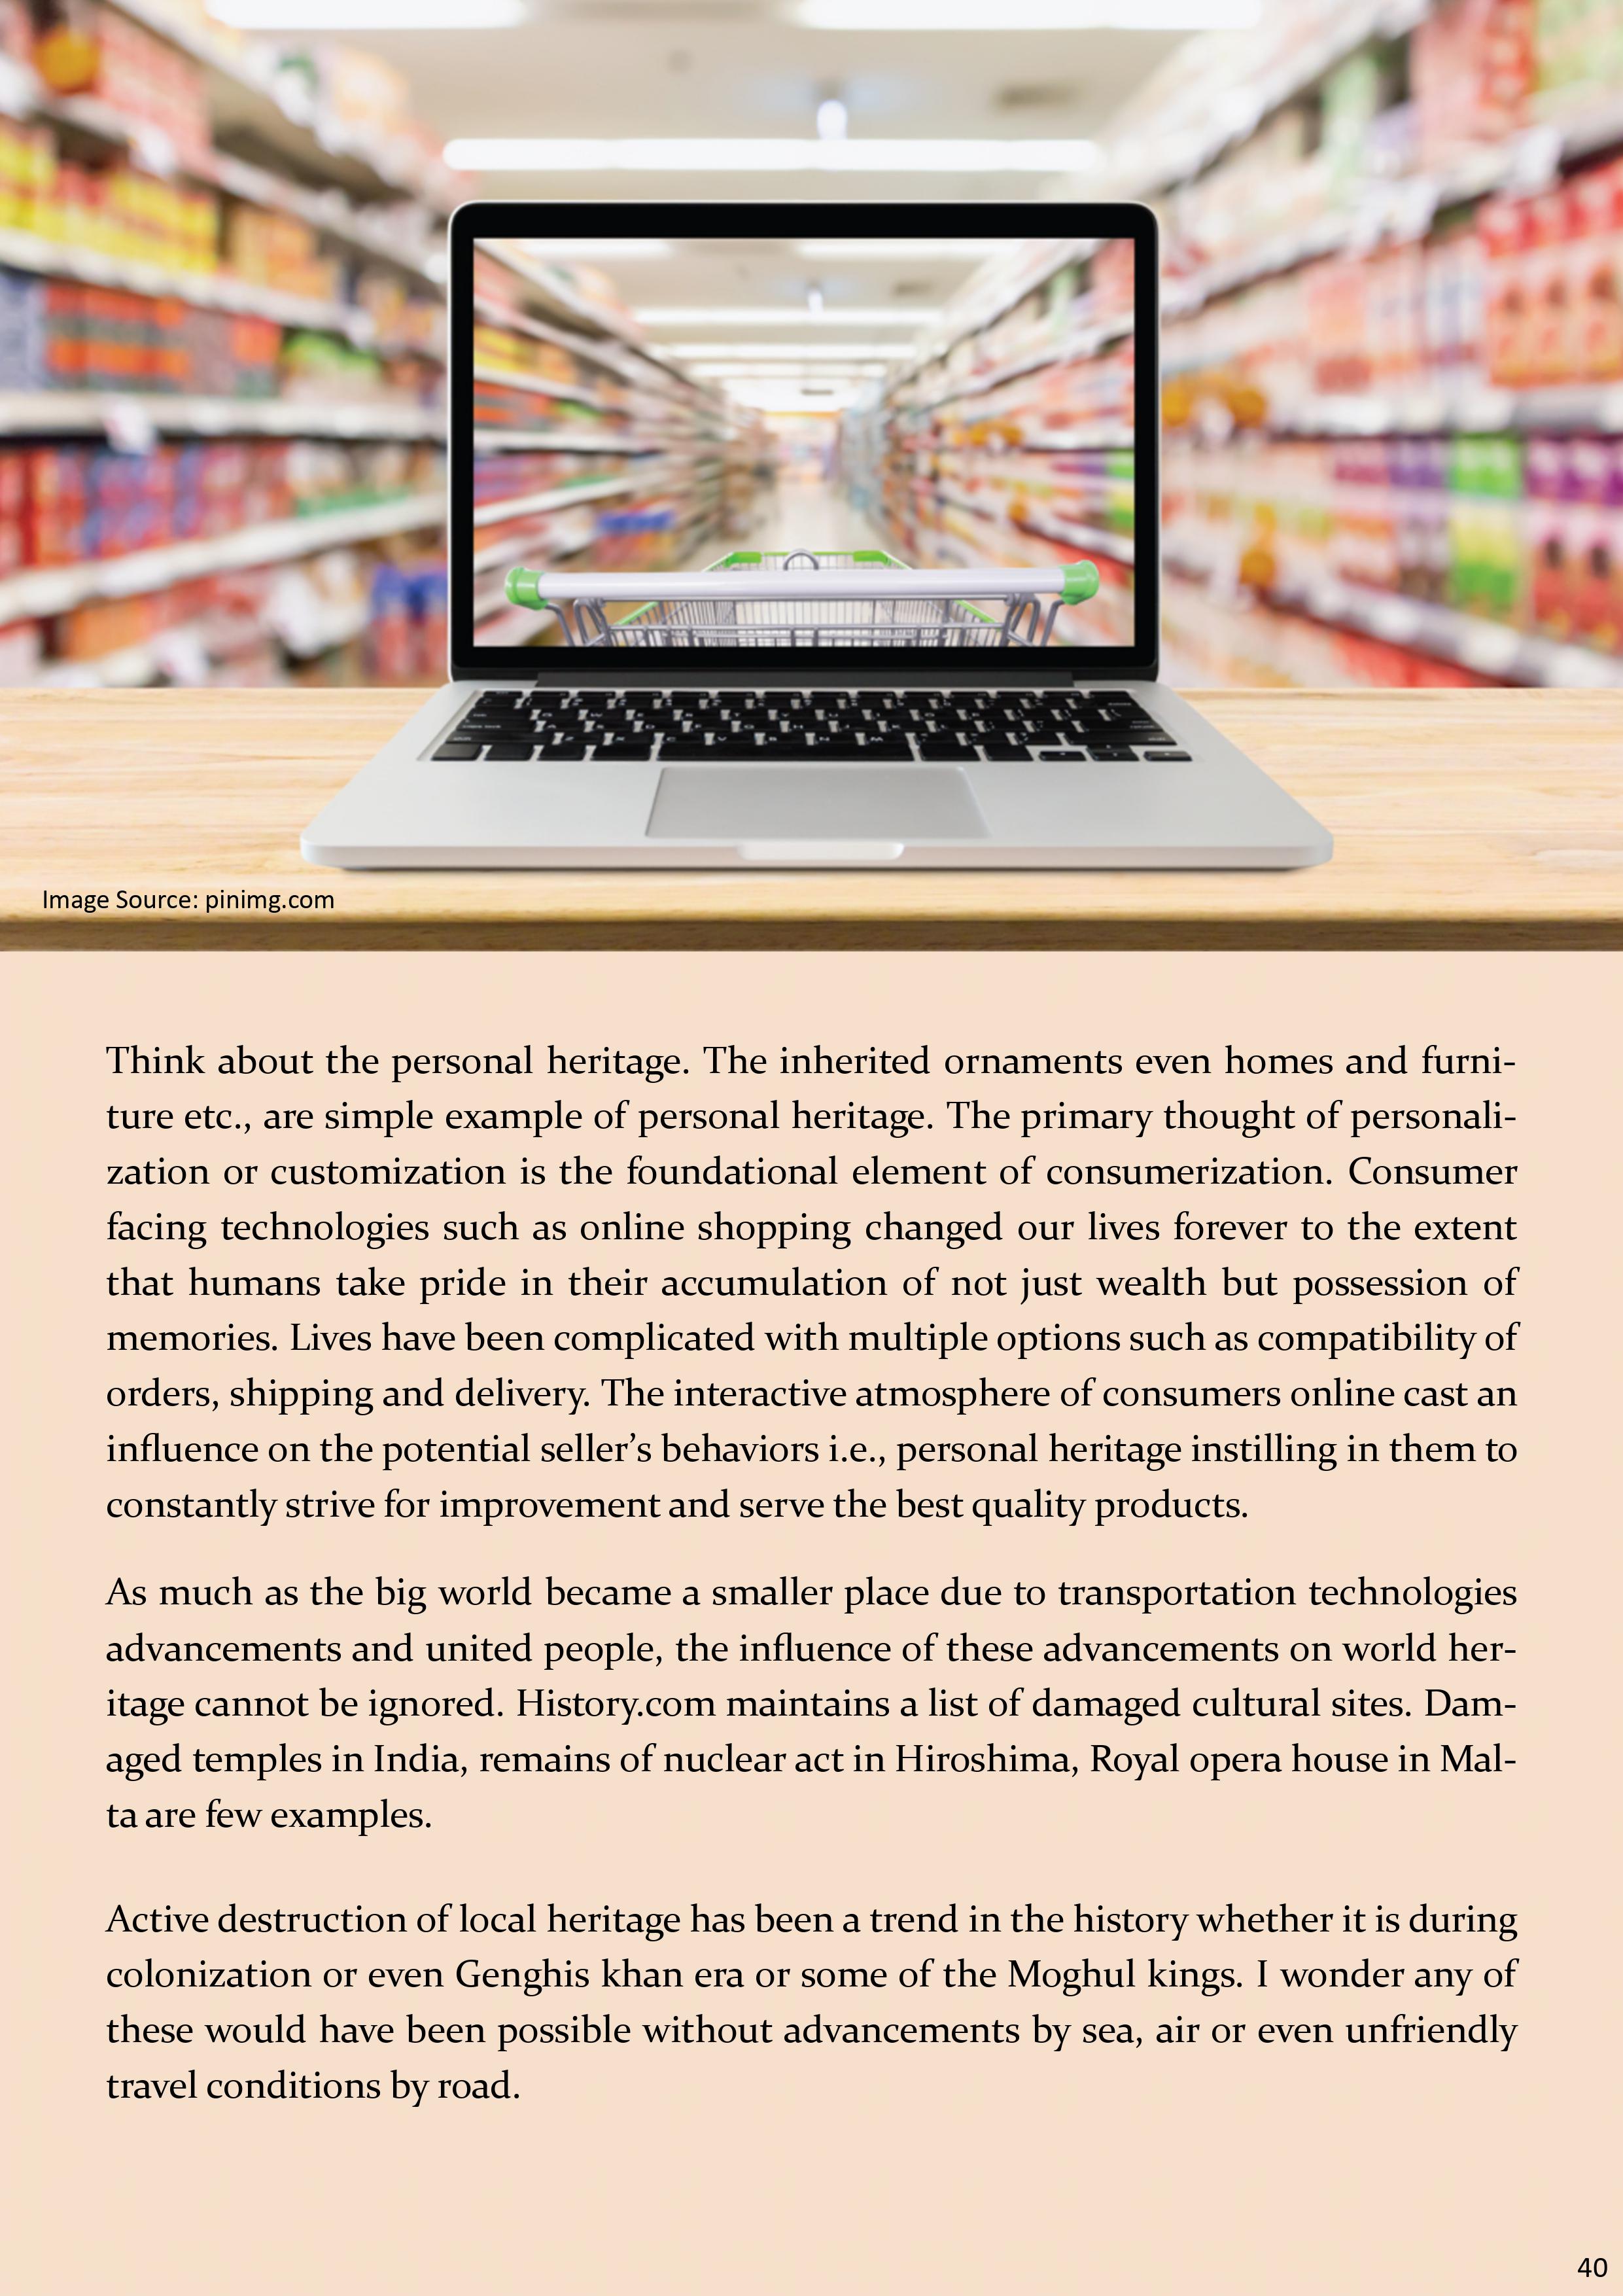 Image Source: pinimg.com
Think about the personal heritage. The inherited ornaments even homes and furni-
ture etc., are simple example of personal heritage. The primary thought of personali-
zation or customization is the foundational element of consumerization. Consumer
facing technologies such as online shopping changed our lives forever to the extent
that humans take pride in their accumulation of not just wealth but possession of
memories. Lives have been complicated with multiple options such as compatibility of
orders, shipping and delivery. The interactive atmosphere of consumers online cast an
influence on the potential seller’s behaviors i.e., personal heritage instilling in them to
constantly strive for improvement and serve the best quality products.
As much as the big world became a smaller place due to transportation technologies
advancements and united people, the influence of these advancements on world her-
itage cannot be ignored. History.com maintains a list of damaged cultural sites. Dam-
aged temples in India, remains of nuclear act in Hiroshima, Royal opera house in Mal-
ta are few examples.
Active destruction of local heritage has been a trend in the history whether it is during
colonization or even Genghis khan era or some of the Moghul kings. I wonder any of
these would have been possible without advancements by sea, air or even unfriendly
travel conditions by road.
40